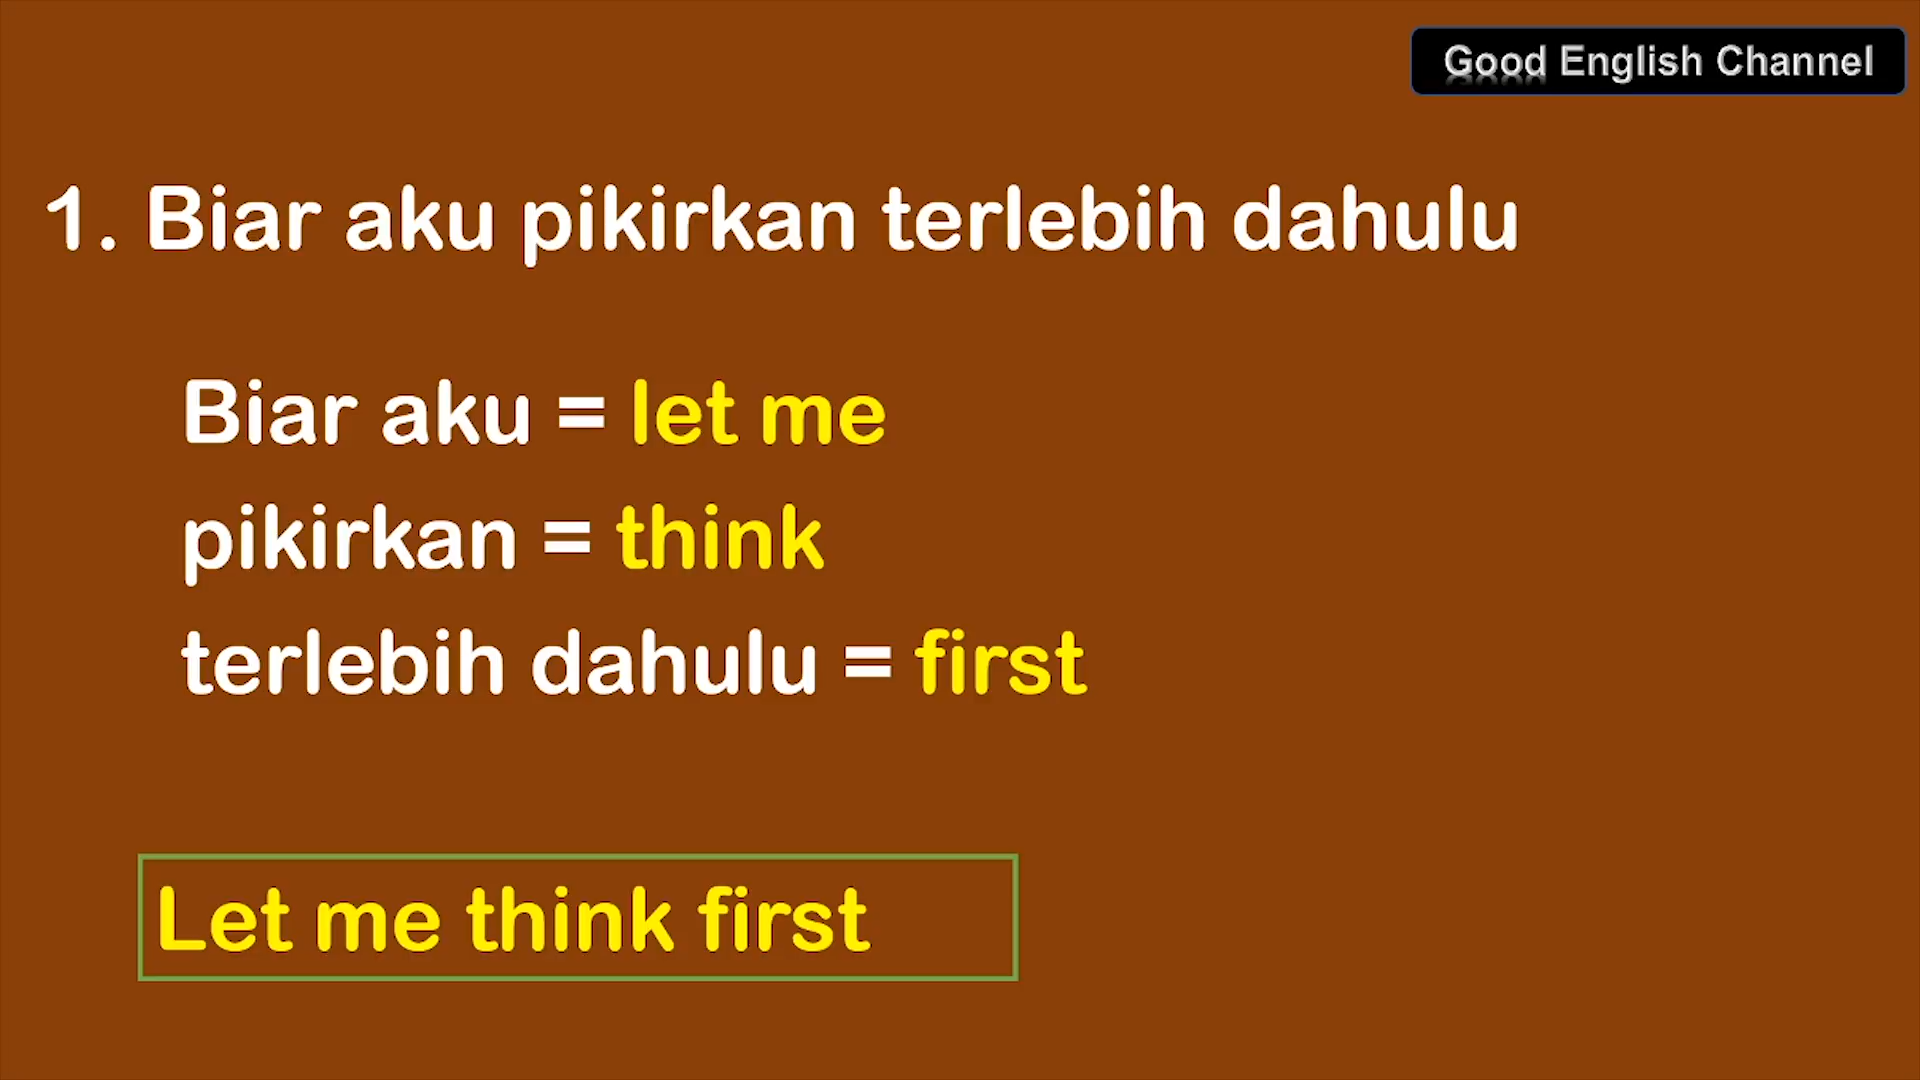 Good English Channel
1. Biar aku pikirkan terlebih dahulu
Biar aku = let me
pikirkan = think
terlebih dahulu = first
Let me think first